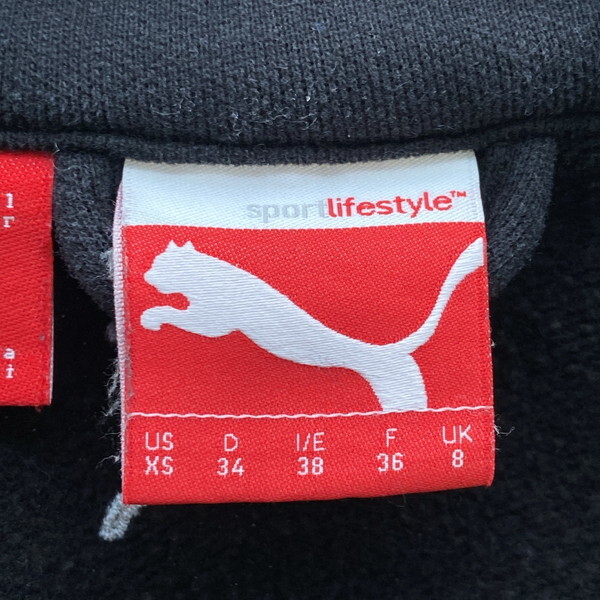 sportlifestyle™
US D I/E F UK
XS 34 38 36 8
l
r
a
i